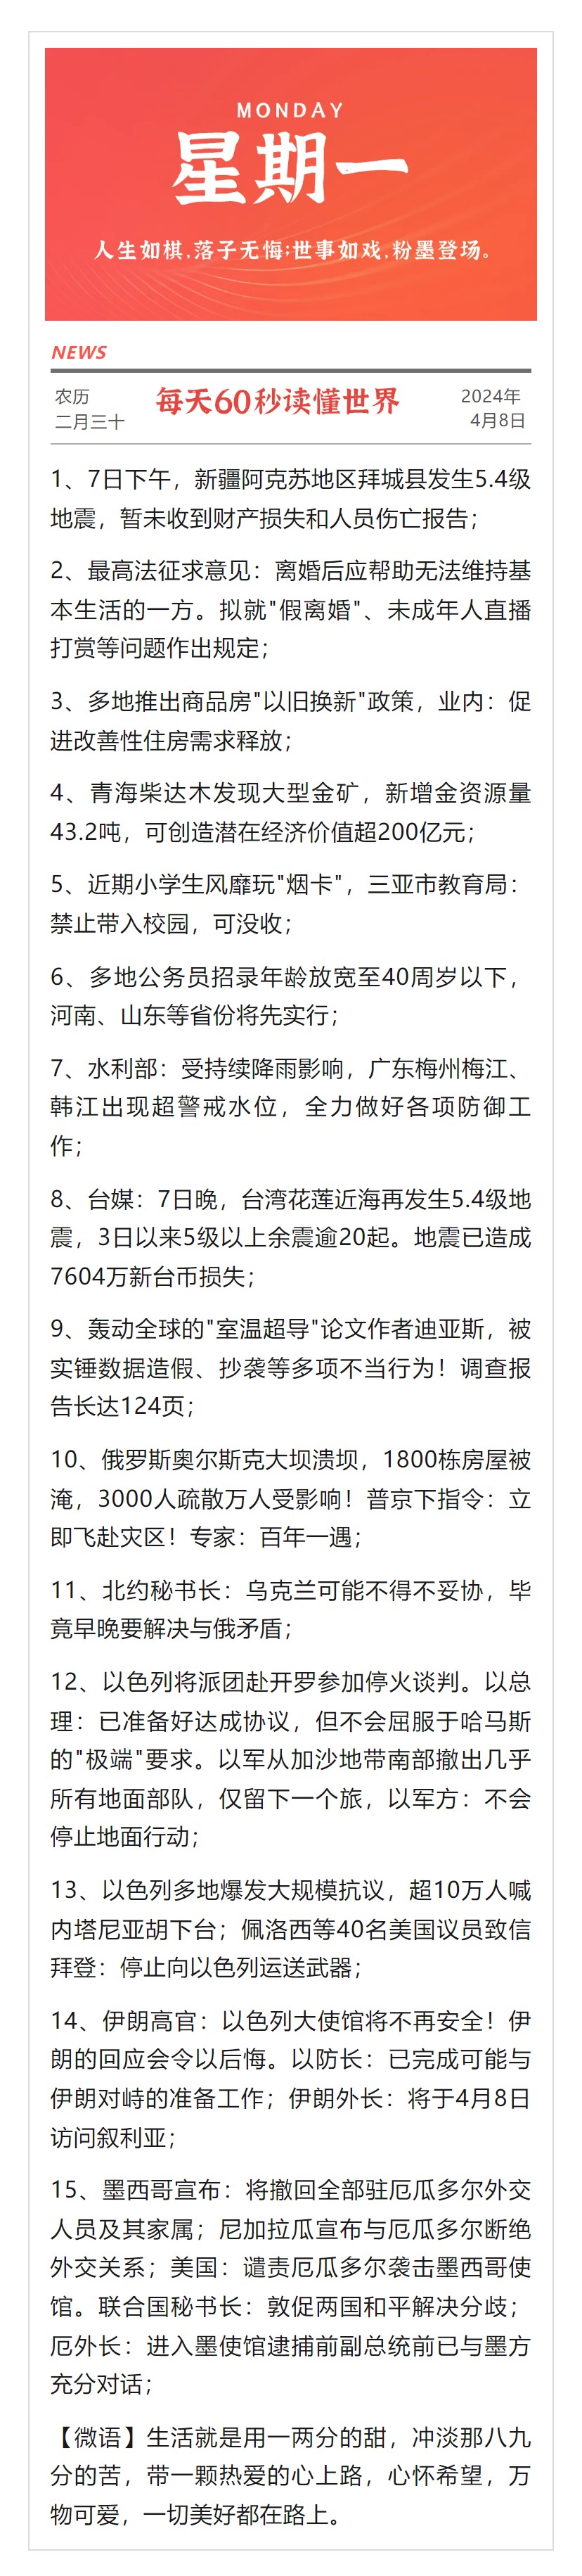 MONDAY
星期一
人生如棋,落子无悔;世事如戏,粉墨登场。
NEWS
农历
二月三十
每天60秒读懂世界
2024年
4月8日
1、7日下午，新疆阿克苏地区拜城县发生5.4级
地震，暂未收到财产损失和人员伤亡报告；
2、最高法征求意见：离婚后应帮助无法维持基
本生活的一方。拟就"假离婚"、未成年人直播
打赏等问题作出规定；
3、多地推出商品房"以旧换新"政策，业内：促
进改善性住房需求释放；
4、青海柴达木发现大型金矿，新增金资源量
43.2吨，可创造潜在经济价值超200亿元；
5、近期小学生风靡玩"烟卡"，三亚市教育局：
禁止带入校园，可没收；
6、多地公务员招录年龄放宽至40周岁以下，
河南、山东等省份将先实行；
7、水利部：受持续降雨影响，广东梅州梅江、
韩江出现超警戒水位，全力做好各项防御工
作；
8、台媒：7日晚，台湾花莲近海再发生5.4级地
震，3日以来5级以上余震逾20起。地震已造成
7604万新台币损失；
9、轰动全球的"室温超导"论文作者迪亚斯，被
实锤数据造假、抄袭等多项不当行为！调查报
告长达124页；
10、俄罗斯奥尔斯克大坝溃坝，1800栋房屋被
淹，3000人疏散万人受影响！普京下指令：立
即飞赴灾区！专家：百年一遇；
11、北约秘书长：乌克兰可能不得不妥协，毕
竟早晚要解决与俄矛盾；
12、以色列将派团赴开罗参加停火谈判。以总
理：已准备好达成协议，但不会屈服于哈马斯
的"极端"要求。以军从加沙地带南部撤出几乎
所有地面部队，仅留下一个旅，以军方：不会
停止地面行动；
13、以色列多地爆发大规模抗议，超10万人喊
内塔尼亚胡下台；佩洛西等40名美国议员致信
拜登：停止向以色列运送武器；
14、伊朗高官：以色列大使馆将不再安全！伊
朗的回应会令以后悔。以防长：已完成可能与
伊朗对峙的准备工作；伊朗外长：将于4月8日
访问叙利亚；
15、墨西哥宣布：将撤回全部驻厄瓜多尔外交
人员及其家属；尼加拉瓜宣布与厄瓜多尔断绝
外交关系；美国：谴责厄瓜多尔袭击墨西哥使
馆。联合国秘书长：敦促两国和平解决分歧；
厄外长：进入墨使馆逮捕前副总统前已与墨方
充分对话；
【微语】生活就是用一两分的甜，冲淡那八九
分的苦，带一颗热爱的心上路，心怀希望，万
物可爱，一切美好都在路上。